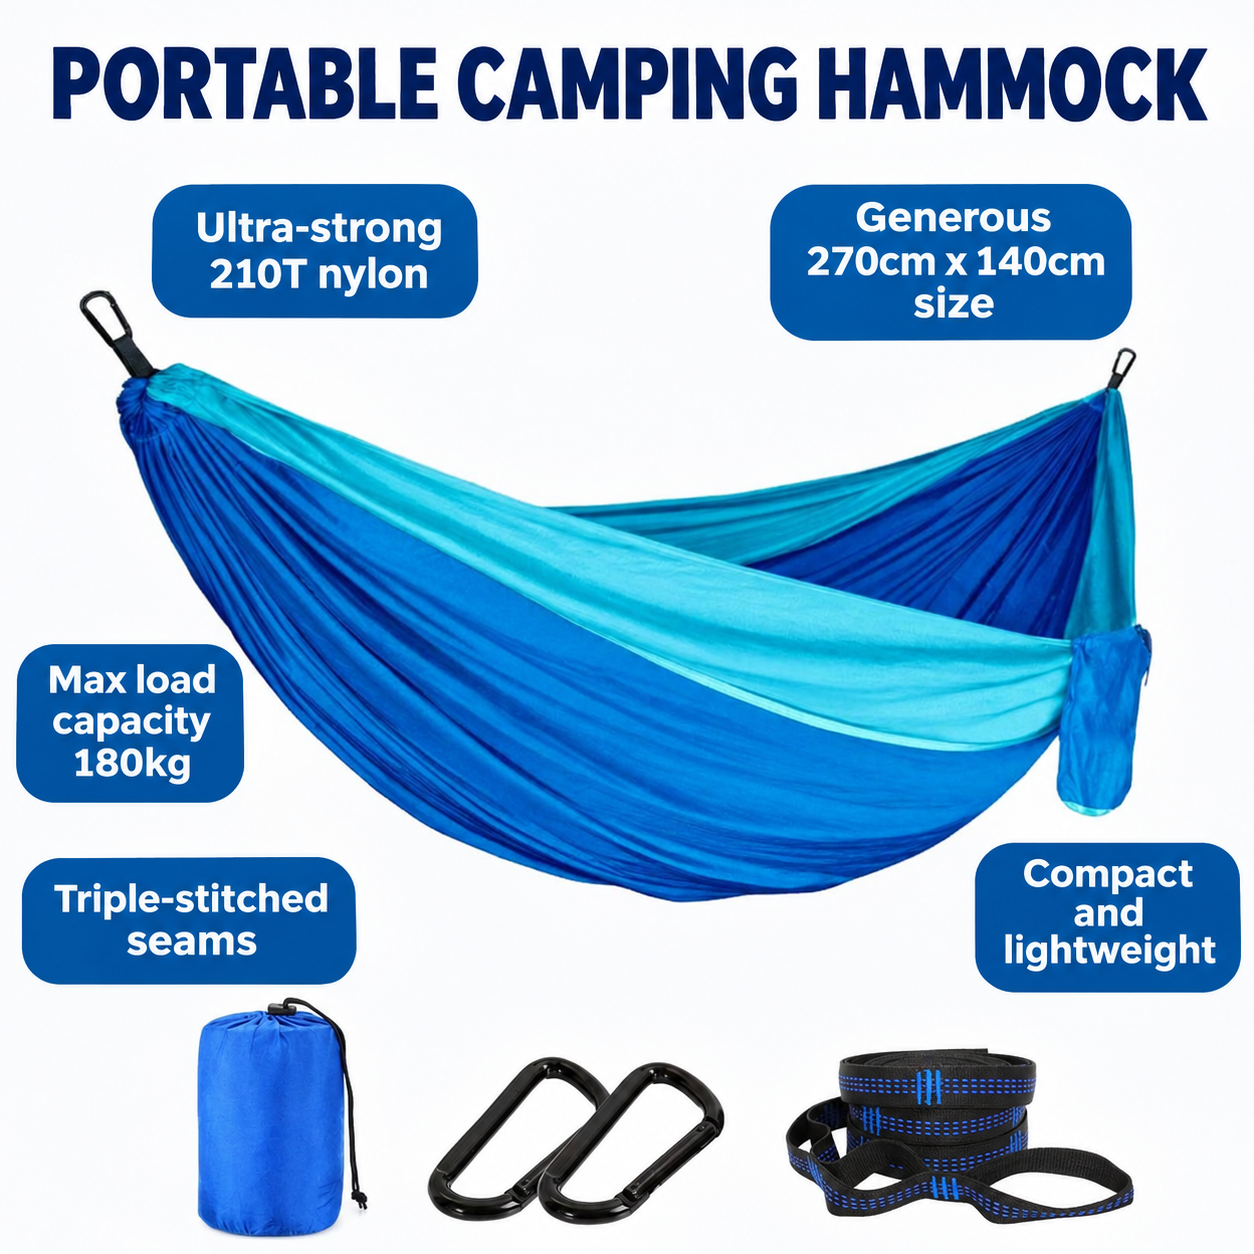 PORTABLE CAMPING HAMMOCK
Ultra-strong
210T nylon
Generous
270cm x 140cm
size
Max load
capacity
180kg
Triple-stitched
seams
Compact
and
lightweight